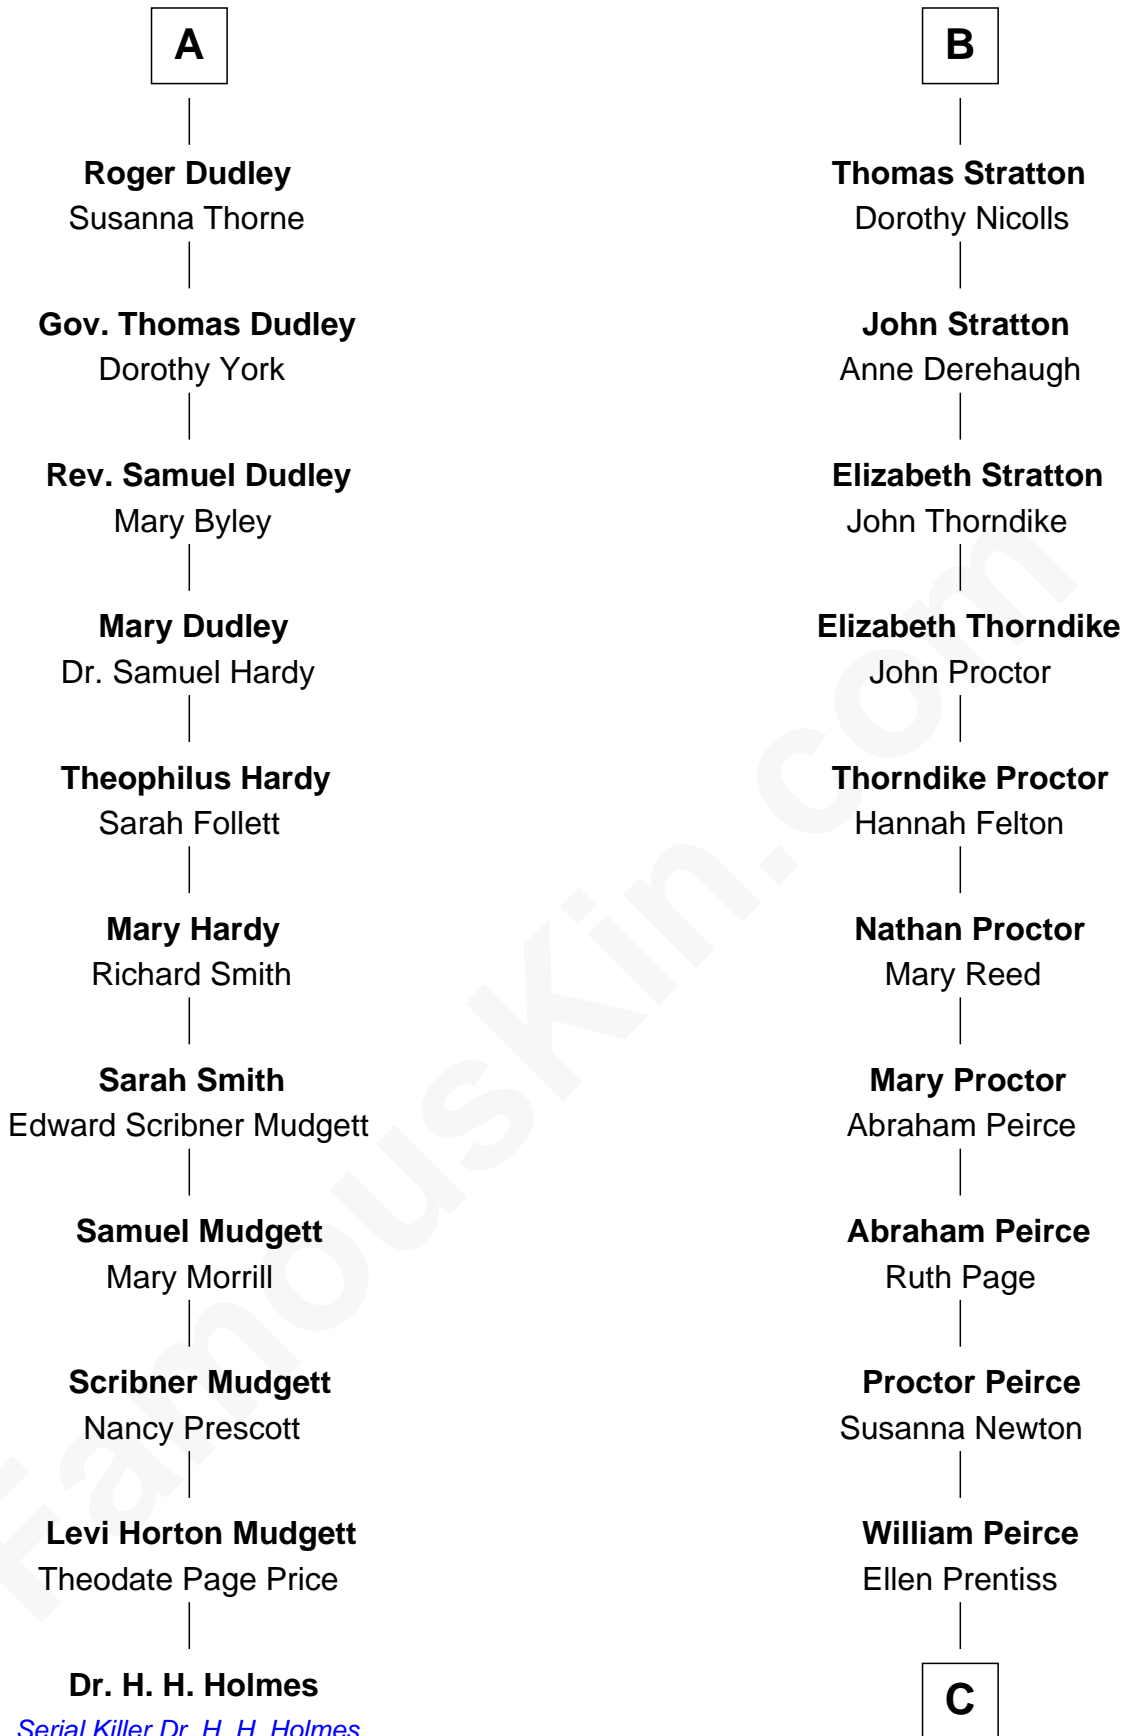 A
Roger Dudley
Susanna Thorne
Gov. Thomas Dudley
Dorothy York
Rev. Samuel Dudley
Mary Byley
Mary Dudley
Dr. Samuel Hardy
Theophilus Hardy
Sarah Follett
Mary Hardy
Richard Smith
Sarah Smith
Edward Scribner Mudgett
Samuel Mudgett
Mary Morrill
Scribner Mudgett
Nancy Prescott
Levi Horton Mudgett
Theodate Page Price
Dr. H. H. Holmes
Serial Killer Dr. H. H. Holmes
B
Thomas Stratton
Dorothy Nicolls
John Stratton
Anne Derehaugh
Elizabeth Stratton
John Thorndike
Elizabeth Thorndike
John Proctor
Thorndike Proctor
Hannah Felton
Nathan Proctor
Mary Reed
Mary Proctor
Abraham Peirce
Abraham Peirce
Ruth Page
Proctor Peirce
Susanna Newton
William Peirce
Ellen Prentiss
C
FamousKin.com